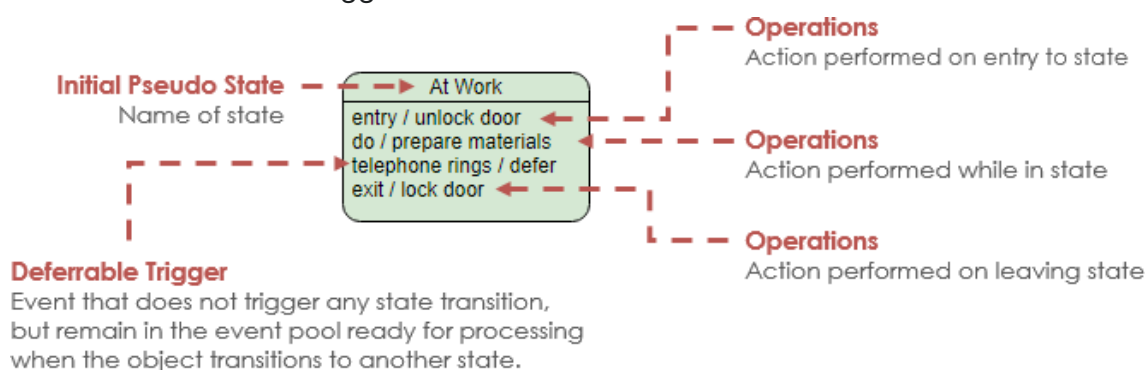 Operations
Action performed on entry to state
Initial Pseudo State
Name of state
At Work
entry / unlock door
do / prepare materials
telephone rings / defer
exit / lock door
Operations
Action performed while in state
Operations
Action performed on leaving state
Deferrable Trigger
Event that does not trigger any state transition,
but remain in the event pool ready for processing
when the object transitions to another state.